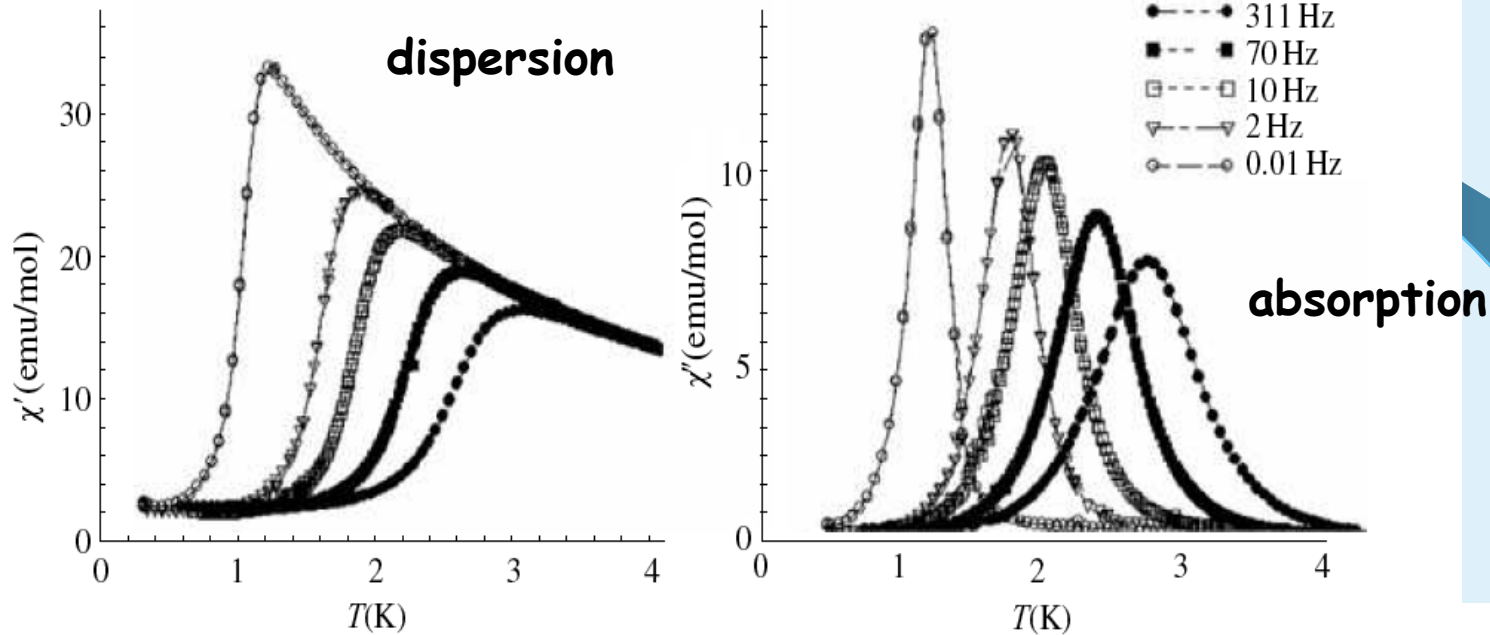 dispersion
30
20
10
0
0 1 2 3 4
T(K)
χ′(emu/mol)
311 Hz
70 Hz
10 Hz
2 Hz
0.01 Hz
absorption
10
5
0
0 1 2 3 4
T(K)
χ″(emu/mol)